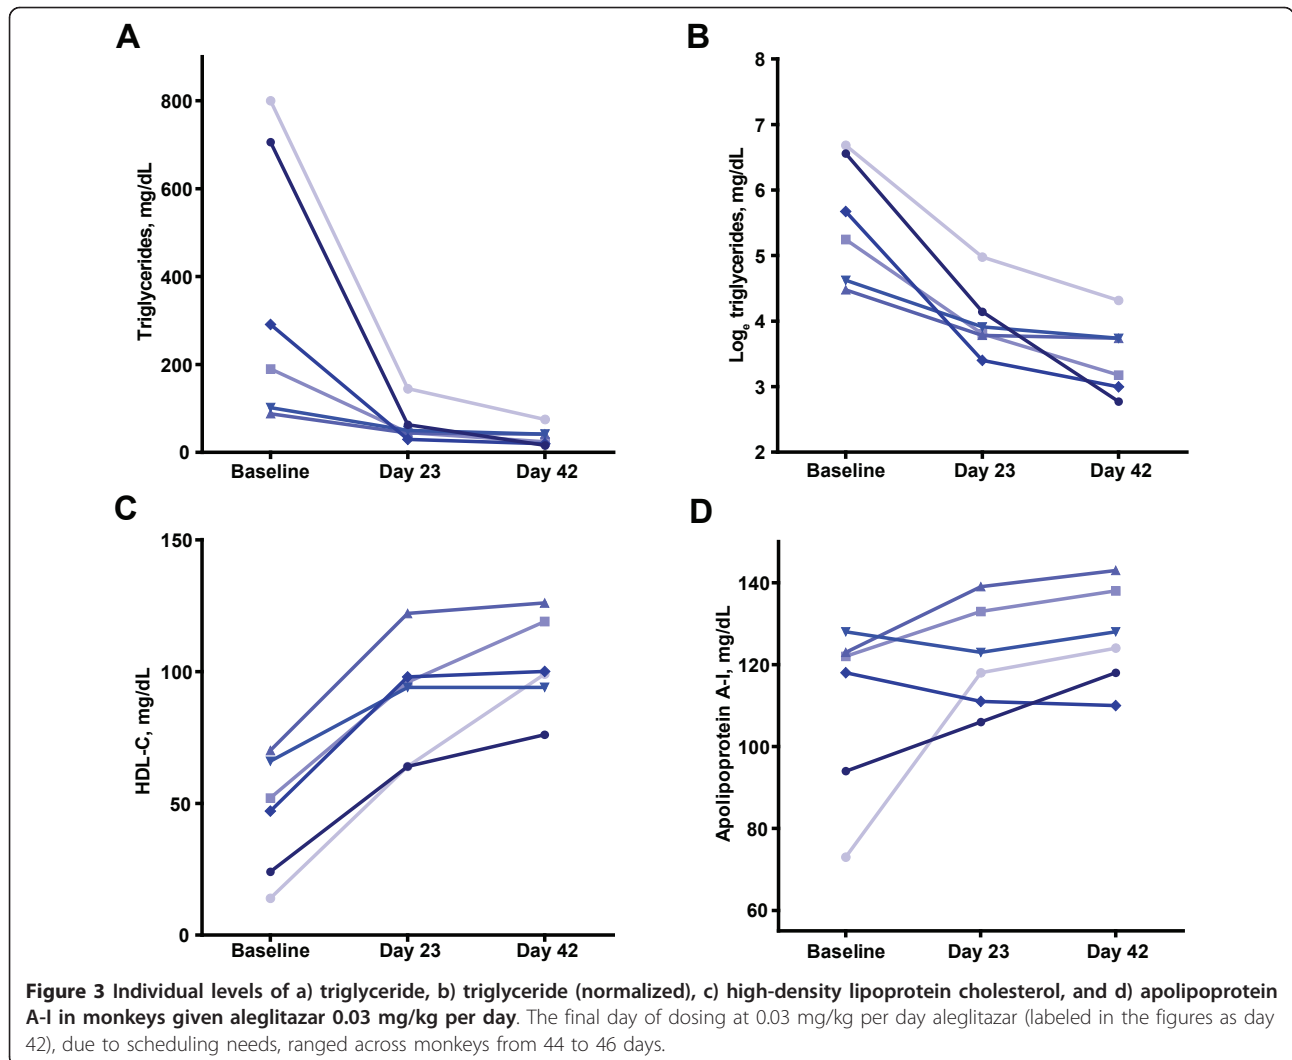 A
Triglycerides, mg/dL
800
600
400
200
0
Baseline Day 23 Day 42
B
Loge triglycerides, mg/dL
8
7
6
5
4
3
2
Baseline Day 23 Day 42
C
HDL-C, mg/dL
150
100
50
0
Baseline Day 23 Day 42
D
Apolipoprotein A-I, mg/dL
140
120
100
80
60
Baseline Day 23 Day 42
Figure 3 Individual levels of a) triglyceride, b) triglyceride (normalized), c) high-density lipoprotein cholesterol, and d) apolipoprotein
A-I in monkeys given aleglitazar 0.03 mg/kg per day. The final day of dosing at 0.03 mg/kg per day aleglitazar (labeled in the figures as day
42), due to scheduling needs, ranged across monkeys from 44 to 46 days.